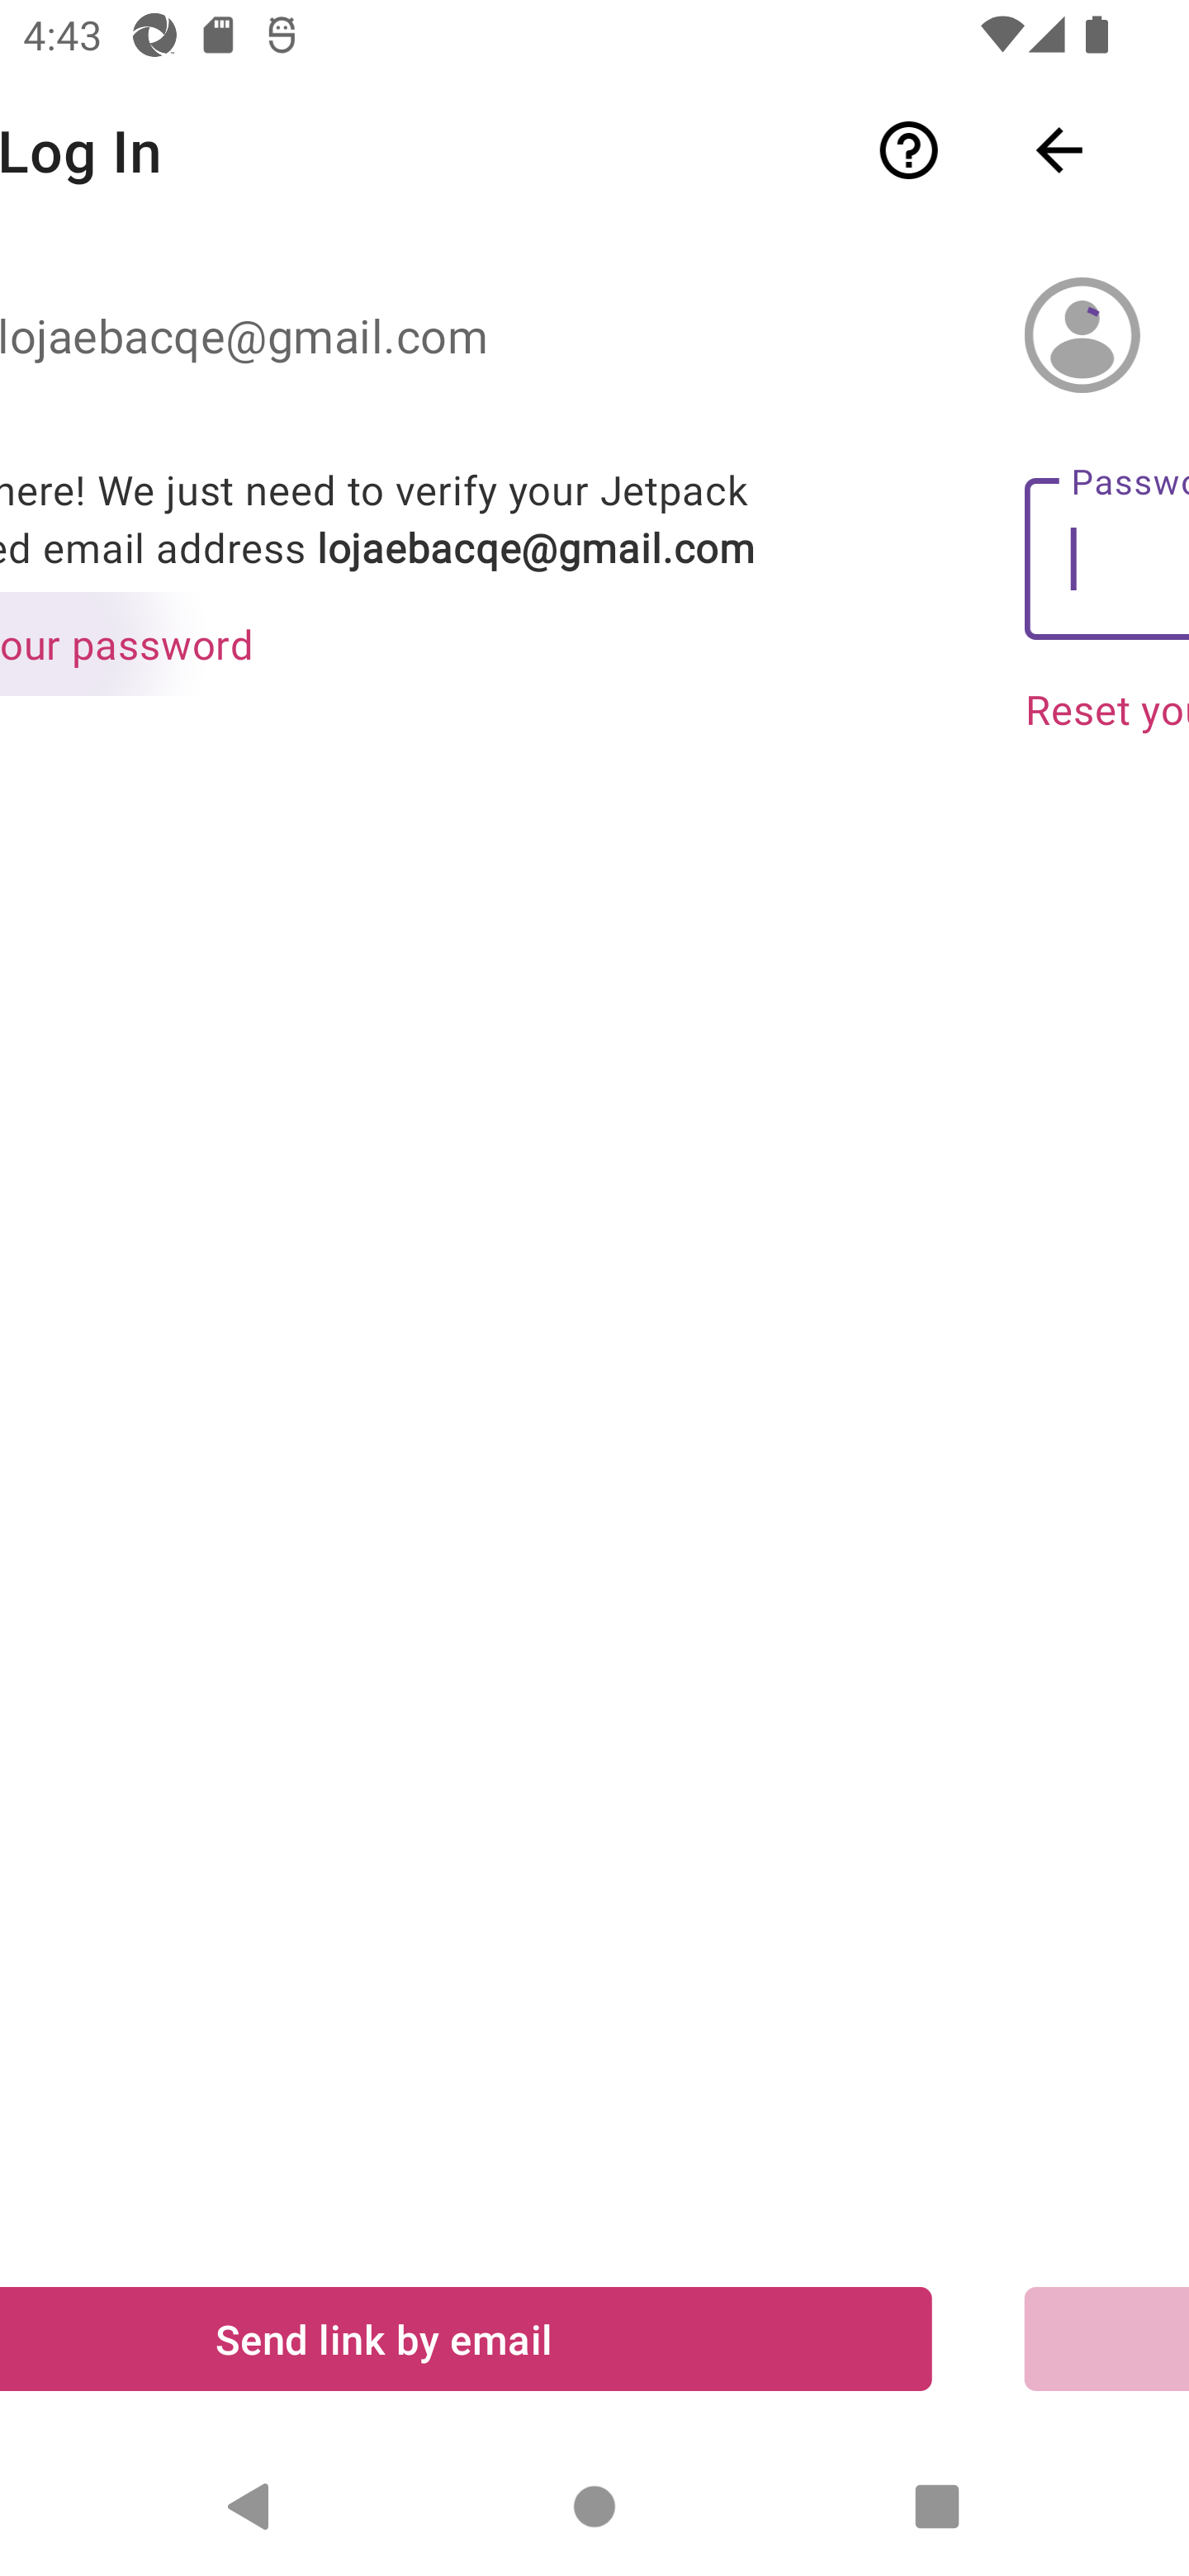 4:43
Log In
lojaebacqe@gmail.com
here! We just need to verify your Jetpack
ed email address lojaebacqe@gmail.com
our password
Passwo
Reset you
Send link by email